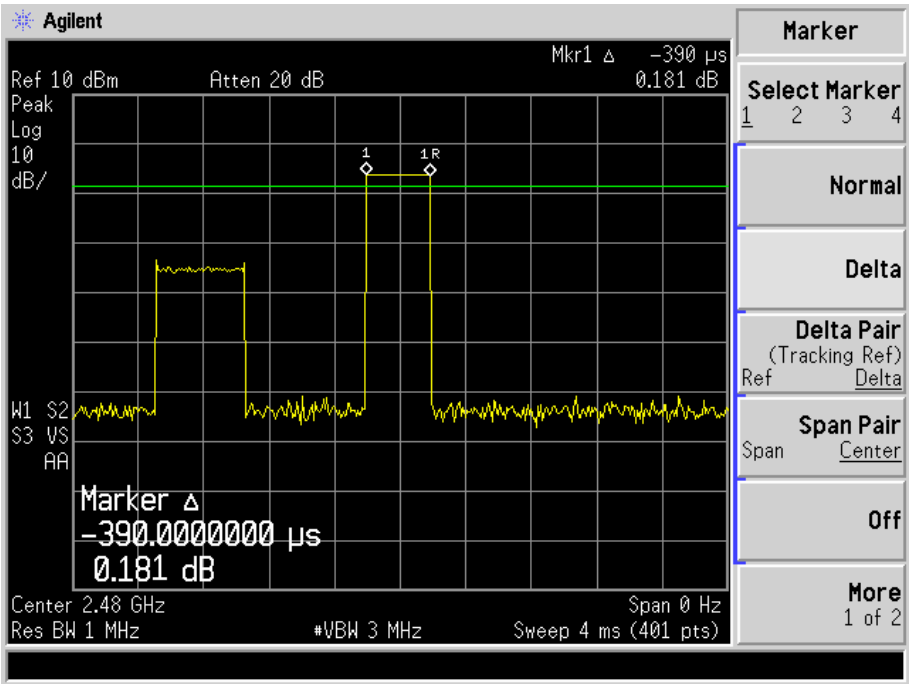 Agilent
Marker
Mkr1 Δ -390 µs
Ref 10 dBm Atten 20 dB 0.181 dB
Peak
Log
10
dB/
1 1R
W1 S2
S3 VS
AA
Marker Δ
-390.0000000 µs
0.181 dB
Center 2.48 GHz Span 0 Hz
Res BW 1 MHz #VBW 3 MHz Sweep 4 ms (401 pts)
Select Marker
1 2 3 4
Normal
Delta
Delta Pair
(Tracking Ref)
Ref Delta
Span Pair
Span Center
Off
More
1 of 2